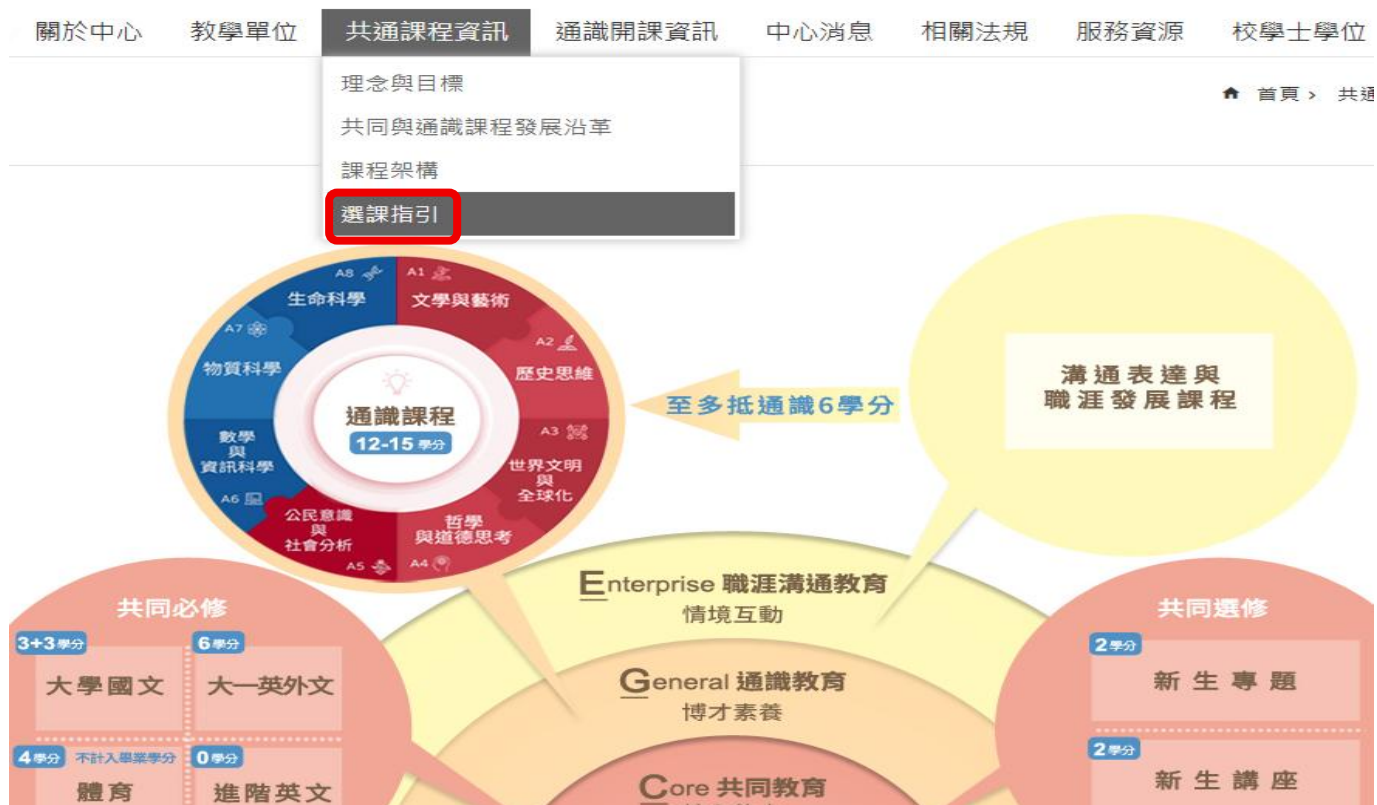 關於中心
教學單位
共通課程資訊
通識開課資訊
中心消息
相關法規
服務資源
校學士學位
理念與目標
共同與通識課程發展沿革
課程架構
選課指引
首頁› 共通
A8
生命科學
A1
文學與藝術
A7
物質科學
A2
歷史思維
通識課程
12-15 學分
A3
世界文明
與
全球化
數學
與
資訊科學
A6
公民意識
與
社會分析
A5
哲學
與道德思考
A4
至多抵通識6學分
溝通表達與
職涯發展課程
Enterprise 職涯溝通教育
情境互動
General 通識教育
博才素養
Core 共同教育
共同必修
3+3學分
大學國文
6學分
大一英外文
4學分 不計入畢業學分
體育
0學分
進階英文
共同選修
2學分
新生專題
2學分
新生講座